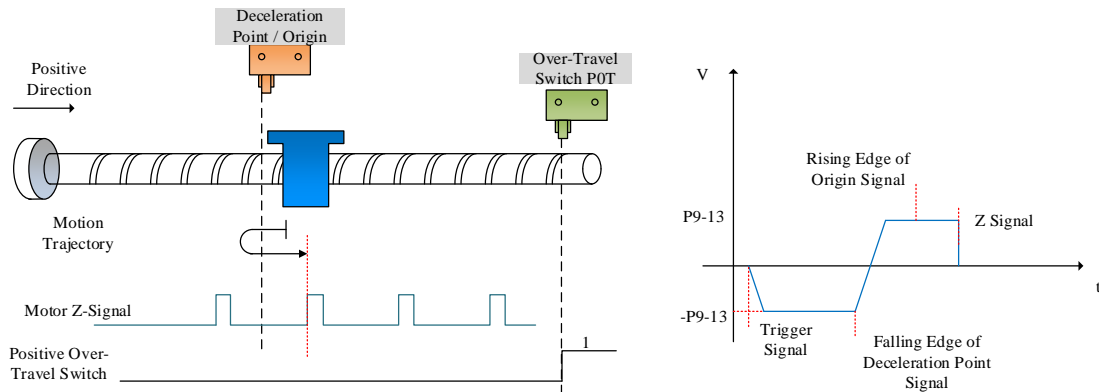 Deceleration
Point / Origin
Over-Travel
Switch P0T
Positive
Direction
Motion
Trajectory
Motor Z-Signal
Positive Over-
Travel Switch
1
V
Rising Edge of
Origin Signal
P9-13
Z Signal
t
-P9-13
Trigger
Signal
Falling Edge of
Deceleration Point
Signal